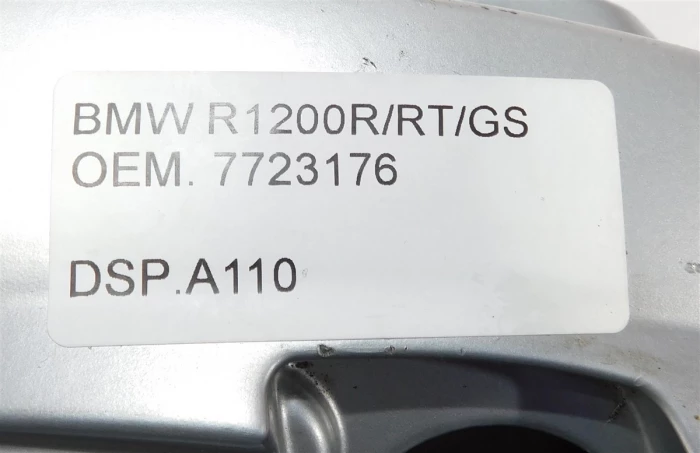 BMW R1200R/RT/GS
OEM. 7723176
DSP.A110